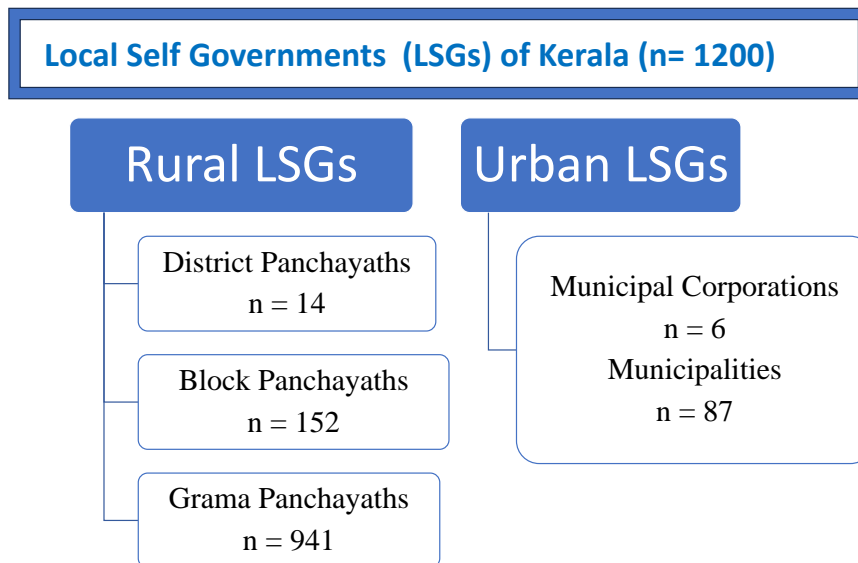 Local Self Governments (LSGs) of Kerala (n= 1200)
Rural LSGs
District Panchayaths
n = 14
Block Panchayaths
n = 152
Grama Panchayaths
n = 941
Urban LSGs
Municipal Corporations
n = 6
Municipalities
n = 87